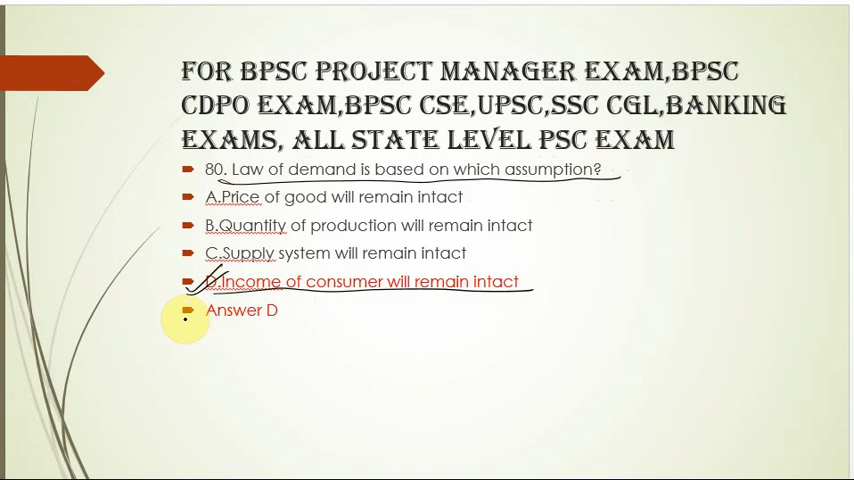 FOR BPSC PROJECT MANAGER EXAM,BPSC
CDPO EXAM,BPSC CSE,UPSC,SSC CGL,BANKING
EXAMS, ALL STATE LEVEL PSC EXAM
80. Law of demand is based on which assumption?
A.Price of good will remain intact
B.Quantity of production will remain intact
C.Supply system will remain intact
D.Income of consumer will remain intact
Answer D